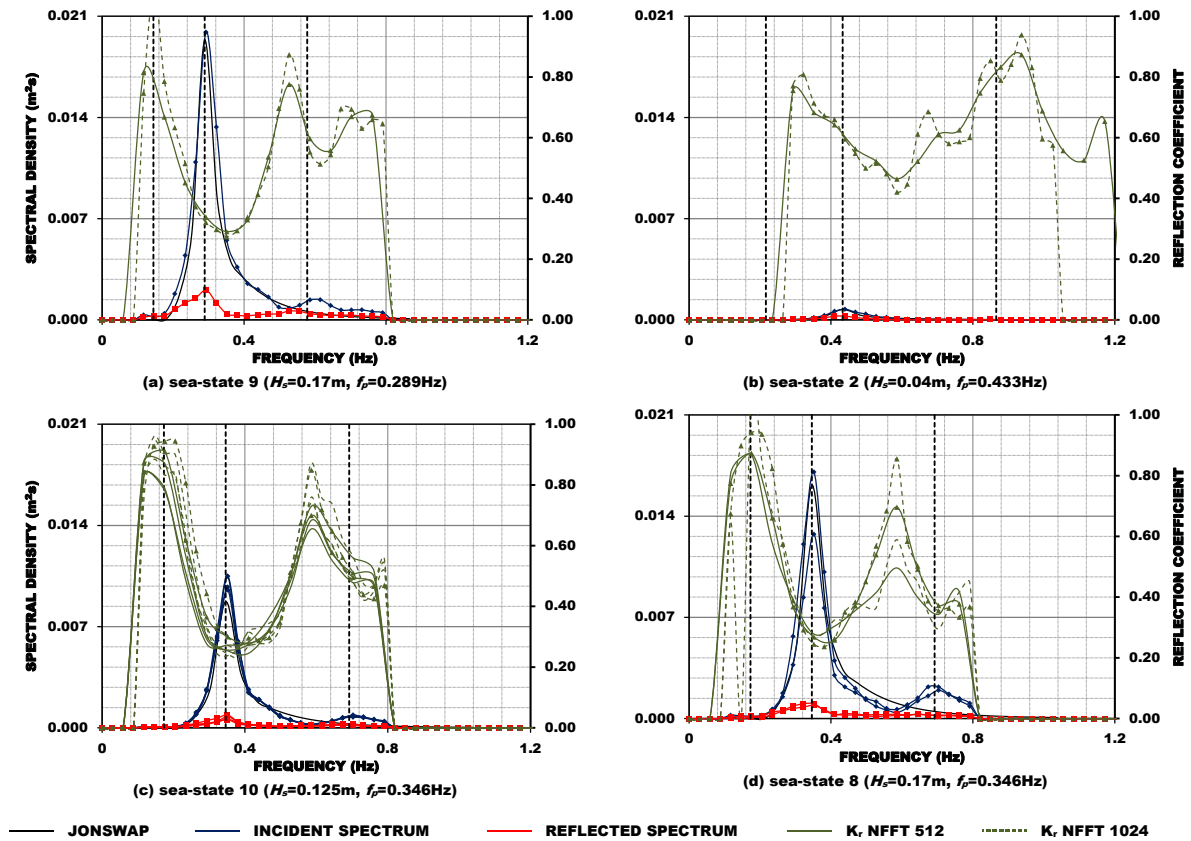 0.021
0.014
0.007
0.000
0 0.4 0.8 1.2
1.00
0.80
0.60
0.40
0.20
0.00
SPECTRAL DENSITY (m²s)
FREQUENCY (Hz)
(a) sea-state 9 (Hs=0.17m, fp=0.289Hz)
0.021
0.014
0.007
0.000
0 0.4 0.8 1.2
1.00
0.80
0.60
0.40
0.20
0.00
REFLECTION COEFFICIENT
FREQUENCY (Hz)
(b) sea-state 2 (Hs=0.04m, fp=0.433Hz)
0.021
0.014
0.007
0.000
0 0.4 0.8 1.2
1.00
0.80
0.60
0.40
0.20
0.00
SPECTRAL DENSITY (m²s)
FREQUENCY (Hz)
(c) sea-state 10 (Hs=0.125m, fp=0.346Hz)
0.021
0.014
0.007
0.000
0 0.4 0.8 1.2
1.00
0.80
0.60
0.40
0.20
0.00
REFLECTION COEFFICIENT
FREQUENCY (Hz)
(d) sea-state 8 (Hs=0.17m, fp=0.346Hz)
JONSWAP INCIDENT SPECTRUM REFLECTED SPECTRUM Kr NFFT 512 Kr NFFT 1024